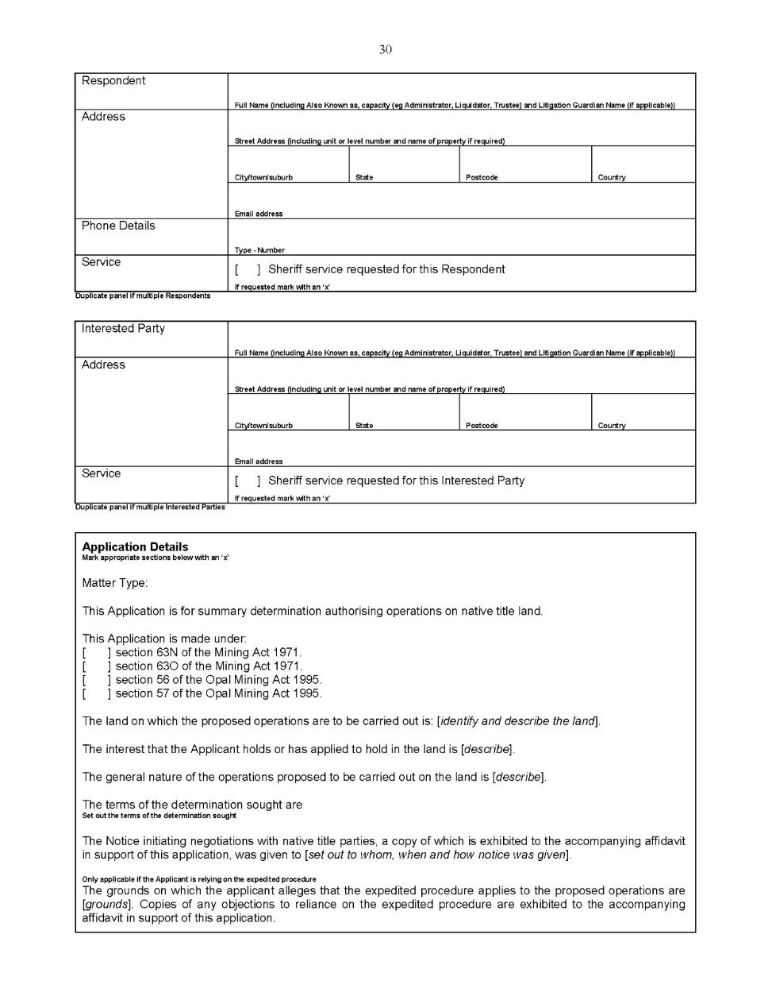 30
Respondent
Full Name (including Also Known as, capacity (eg Administrator, Liquidator, Trustee) and Litigation Guardian Name (if applicable))
Address
Street Address (including unit or level number and name of property if required)
City/town/suburb State Postcode Country
Email address
Phone Details
Type - Number
Service
[ ] Sheriff service requested for this Respondent
If requested mark with an ‘x’
Duplicate panel if multiple Respondents
Interested Party
Full Name (including Also Known as, capacity (eg Administrator, Liquidator, Trustee) and Litigation Guardian Name (if applicable))
Address
Street Address (including unit or level number and name of property if required)
City/town/suburb State Postcode Country
Email address
Service
[ ] Sheriff service requested for this Interested Party
If requested mark with an ‘x’
Duplicate panel if multiple Interested Parties
Application Details
Mark appropriate sections below with an ‘x’
Matter Type:
This Application is for summary determination authorising operations on native title land.
This Application is made under:
[ ] section 63N of the Mining Act 1971.
[ ] section 63O of the Mining Act 1971.
[ ] section 56 of the Opal Mining Act 1995.
[ ] section 57 of the Opal Mining Act 1995.
The land on which the proposed operations are to be carried out is: [identify and describe the land].
The interest that the Applicant holds or has applied to hold in the land is [describe].
The general nature of the operations proposed to be carried out on the land is [describe].
The terms of the determination sought are
Set out the terms of the determination sought
The Notice initiating negotiations with native title parties, a copy of which is exhibited to the accompanying affidavit
in support of this application, was given to [set out to whom, when and how notice was given].
Only applicable if the Applicant is relying on the expedited procedure
The grounds on which the applicant alleges that the expedited procedure applies to the proposed operations are
[grounds]. Copies of any objections to reliance on the expedited procedure are exhibited to the accompanying
affidavit in support of this application.